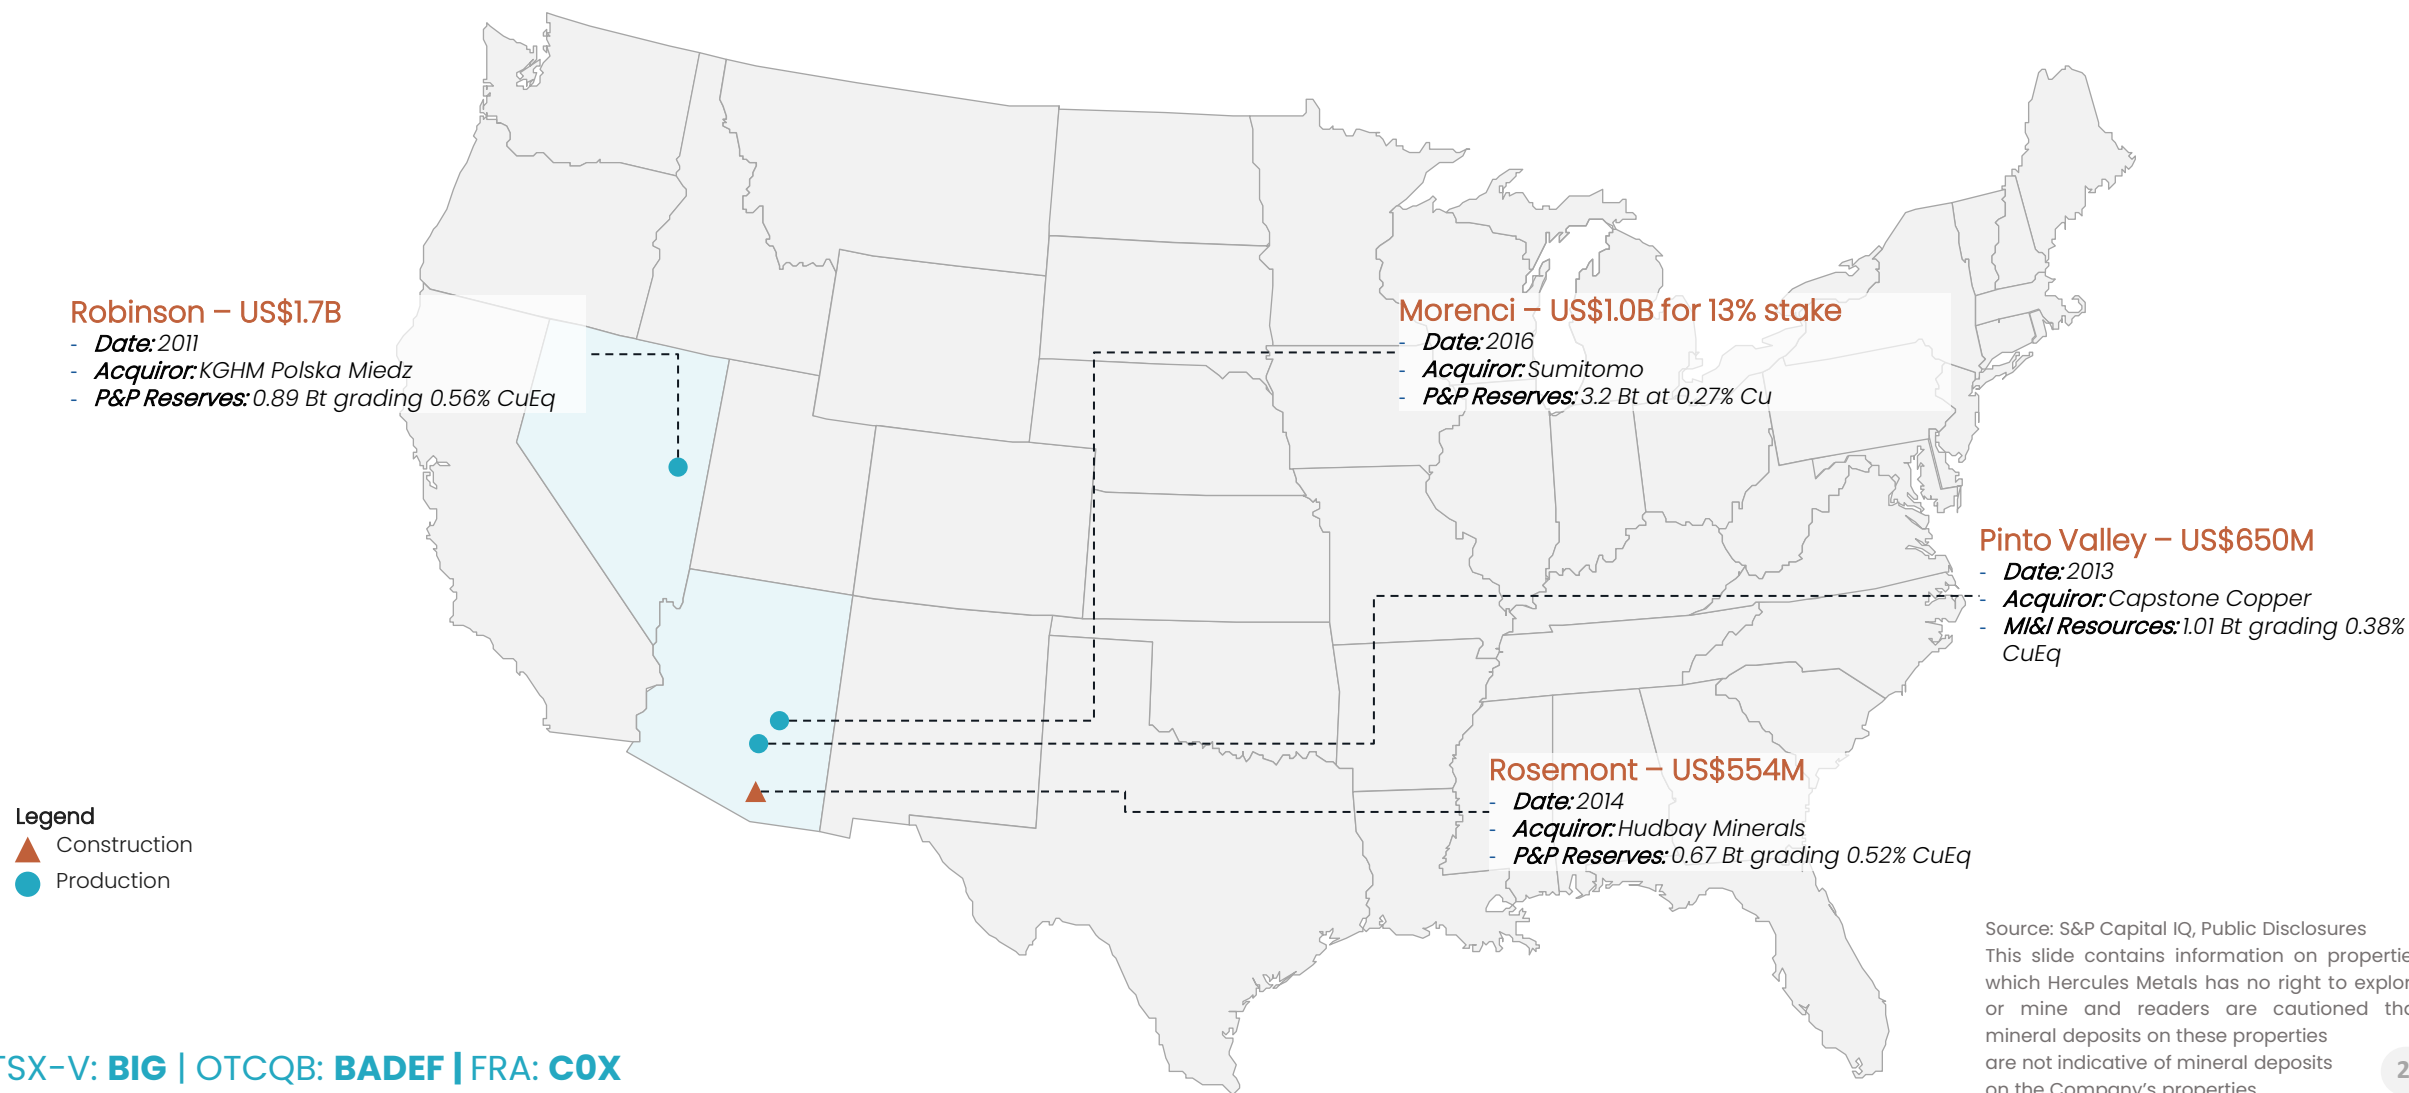 Robinson – US$1.7B
- Date: 2011
- Acquiror: KGHM Polska Miedz
- P&P Reserves: 0.89 Bt grading 0.56% CuEq
Morenci – US$1.0B for 13% stake
- Date: 2016
- Acquiror: Sumitomo
- P&P Reserves: 3.2 Bt at 0.27% Cu
Pinto Valley – US$650M
- Date: 2013
- Acquiror: Capstone Copper
- MI&I Resources: 1.01 Bt grading 0.38%
CuEq
Rosemont – US$554M
- Date: 2014
- Acquiror: Hudbay Minerals
- P&P Reserves: 0.67 Bt grading 0.52% CuEq
Legend
Construction
Production
Source: S&P Capital IQ, Public Disclosures
This slide contains information on propertie
which Hercules Metals has no right to explor
or mine and readers are cautioned tha
mineral deposits on these properties
are not indicative of mineral deposits
on the Company's properties
TSX-V: BIG | OTCQB: BADEF | FRA: C0X
2